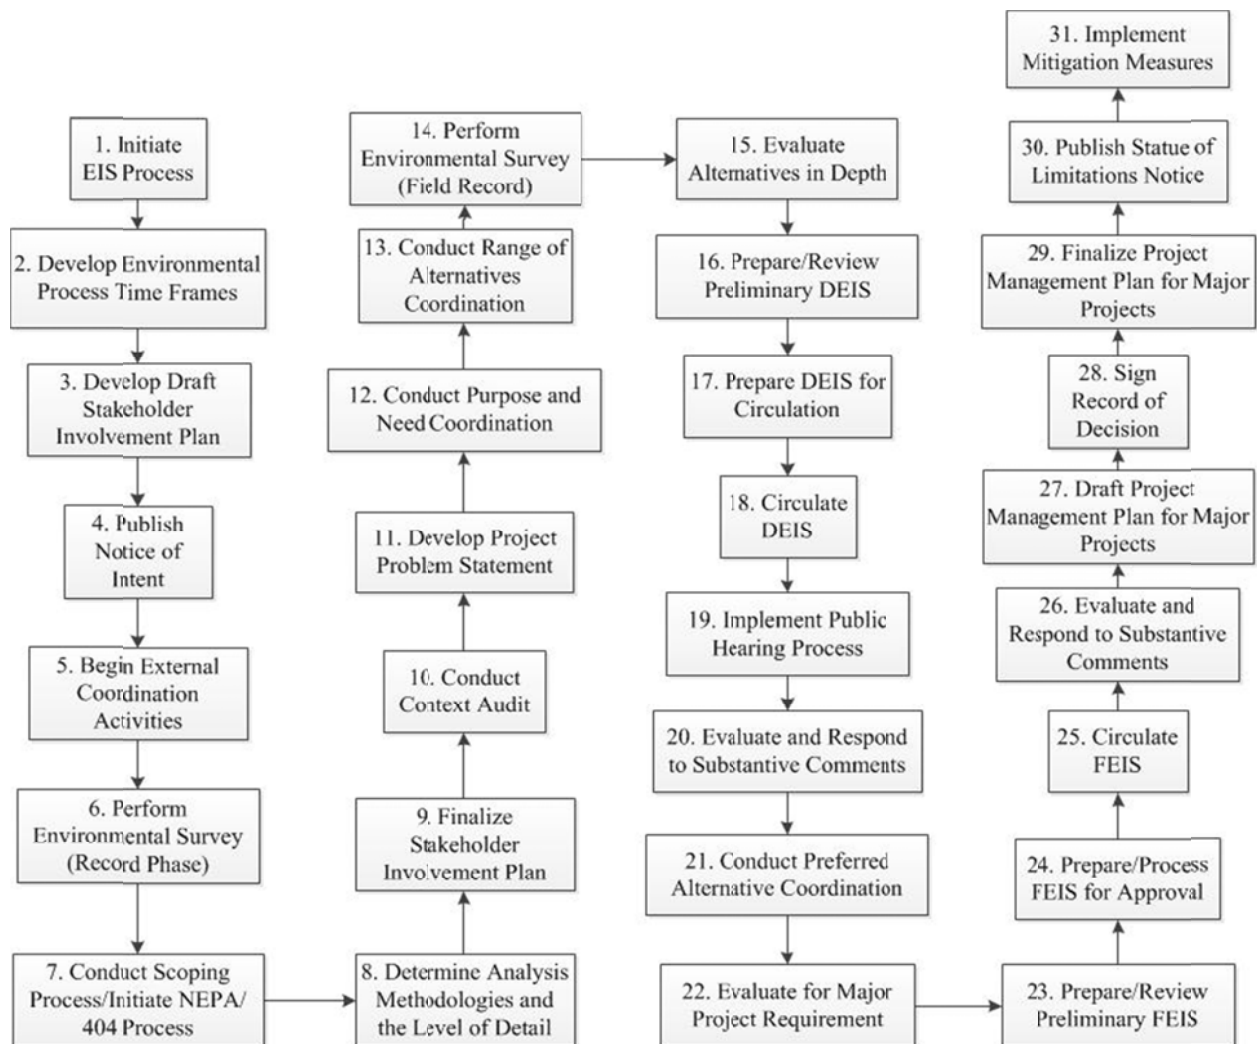 1. Initiate
EIS Process
2. Develop Environmental
Process Time Frames
3. Develop Draft
Stakeholder
Involvement Plan
4. Publish
Notice of
Intent
5. Begin External
Coordination
Activities
6. Perform
Environmental Survey
(Record Phase)
7. Conduct Scoping
Process/Initiate NEPA/
404 Process
8. Determine Analysis
Methodologies and
the Level of Detail
9. Finalize
Stakeholder
Involvement Plan
10. Conduct
Context Audit
11. Develop Project
Problem Statement
12. Conduct Purpose and
Need Coordination
13. Conduct Range of
Alternatives
Coordination
14. Perform
Environmental Survey
(Field Record)
15. Evaluate
Alternatives in Depth
16. Prepare/Review
Preliminary DEIS
17. Prepare DEIS for
Circulation
18. Circulate
DEIS
19. Implement Public
Hearing Process
20. Evaluate and Respond
to Substantive Comments
21. Conduct Preferred
Alternative Coordination
22. Evaluate for Major
Project Requirement
23. Prepare/Review
Preliminary FEIS
24. Prepare/Process
FEIS for Approval
25. Circulate
FEIS
26. Evaluate and
Respond to Substantive
Comments
27. Draft Project
Management Plan for Major
Projects
28. Sign
Record of
Decision
29. Finalize Project
Management Plan for Major
Projects
30. Publish Statue of
Limitations Notice
31. Implement
Mitigation Measures